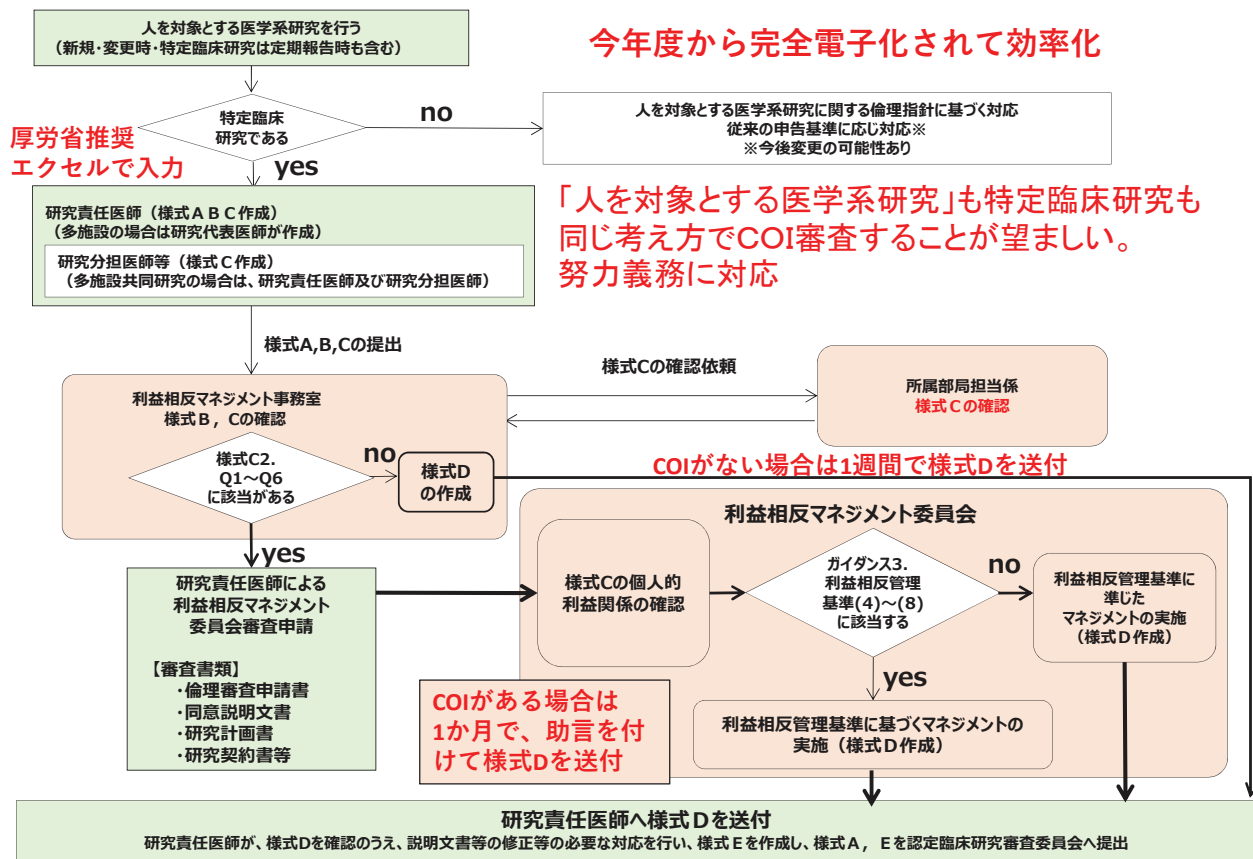 人を対象とする医学系研究を行う
（新規・変更時・特定臨床研究は定期報告時も含む）
今年度から完全電子化されて効率化
特定臨床
研究である
no
人を対象とする医学系研究に関する倫理指針に基づく対応
従来の申告基準に応じ対応※
※今後変更の可能性あり
厚労省推奨
エクセルで入力
yes
研究責任医師（様式ＡＢＣ作成）
（多施設の場合は研究代表医師が作成）
研究分担医師等（様式Ｃ作成）
（多施設共同研究の場合は、研究責任医師及び研究分担医師）
「人を対象とする医学系研究」も特定臨床研究も
同じ考え方でCOI審査することが望ましい。
努力義務に対応
様式A,B,Cの提出
様式Cの確認依頼
利益相反マネジメント事務室
様式Ｂ，Cの確認
所属部局担当係
様式Ｃの確認
様式C2.
Q1～Q6
に該当がある
no
様式D
の作成
COIがない場合は1週間で様式Dを送付
yes
利益相反マネジメント委員会
研究責任医師による
利益相反マネジメント
委員会審査申請
【審査書類】
・倫理審査申請書
・同意説明文書
・研究計画書
・研究契約書等
様式Cの個人的
利益関係の確認
ガイダンス3.
利益相反管理
基準(4)～(8)
に該当する
no
利益相反管理基準に
準じた
マネジメントの実施
（様式Ｄ作成）
yes
COIがある場合は
1か月で、助言を付
けて様式Dを送付
利益相反管理基準に基づくマネジメントの
実施（様式Ｄ作成）
研究責任医師へ様式Ｄを送付
研究責任医師が、様式Dを確認のうえ、説明文書等の修正等の必要な対応を行い、様式Ｅを作成し、様式Ａ，Ｅを認定臨床研究審査委員会へ提出